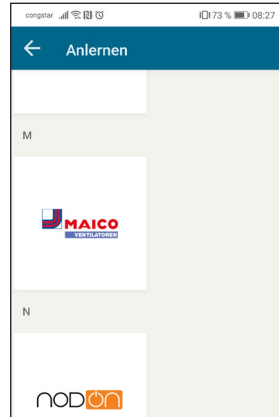 congstar 73 % 08:27
Anlernen
M
MAICO
VENTILATOREN
N
NODON